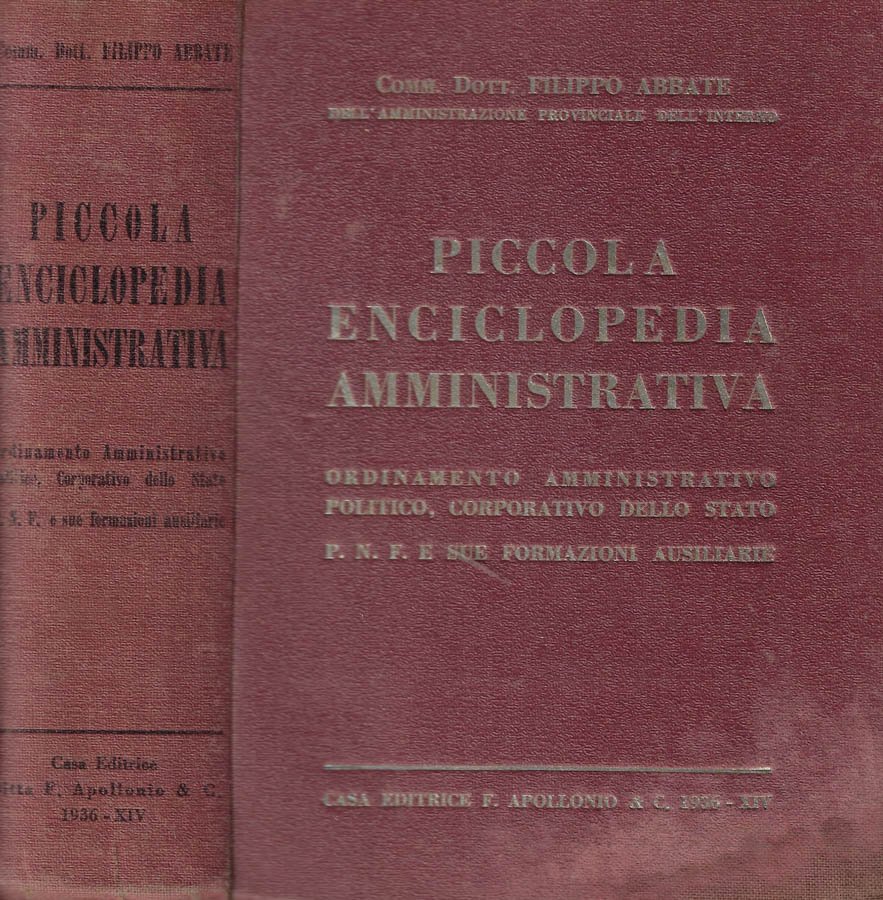 Comm. Dott. FILIPPO ABBATE
PICCOLA
ENCICLOPEDIA
AMMINISTRATIVA
Ordinamento Amministrativo
Politico, Corporativo dello Stato
P. N. F. e sue formazioni ausiliarie
Casa Editrice
Ditta F. Apollonio & C.
1936 - XIV
COMM. DOTT. FILIPPO ABBATE
DELL'AMMINISTRAZIONE PROVINCIALE DELL'INTERNO
PICCOLA
ENCICLOPEDIA
AMMINISTRATIVA
ORDINAMENTO AMMINISTRATIVO
POLITICO, CORPORATIVO DELLO STATO
P. N. F. E SUE FORMAZIONI AUSILIARIE
CASA EDITRICE F. APOLLONIO & C. 1936 - XIV